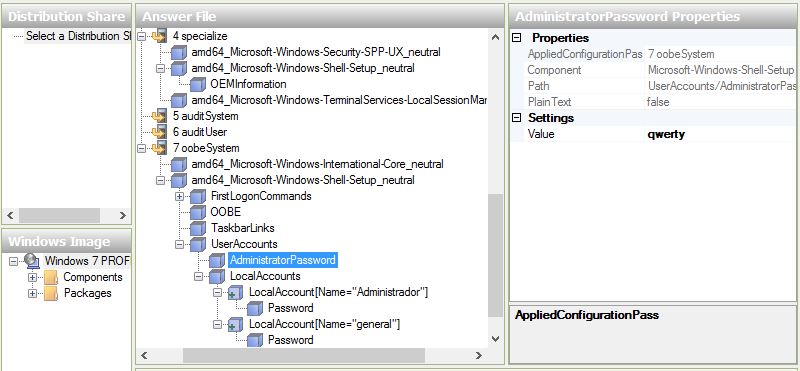 Distribution Share
Select a Distribution Sh
Windows Image
Windows 7 PROF
Components
Packages
Answer File
4 specialize
amd64_Microsoft-Windows-Security-SPP-UX_neutral
amd64_Microsoft-Windows-Shell-Setup_neutral
OEMInformation
amd64_Microsoft-Windows-TerminalServices-LocalSessionMar
5 auditSystem
6 auditUser
7 oobeSystem
amd64_Microsoft-Windows-International-Core_neutral
amd64_Microsoft-Windows-Shell-Setup_neutral
FirstLogonCommands
OOBE
TaskbarLinks
UserAccounts
AdministratorPassword
LocalAccounts
LocalAccount[Name="Administrador"]
Password
LocalAccount[Name="general"]
Password
AdministratorPassword Properties
Properties
AppliedConfigurationPas 7 oobeSystem
Component Microsoft-Windows-Shell-Setup
Path UserAccounts/AdministratorPas
PlainText false
Settings
Value qwerty
AppliedConfigurationPass